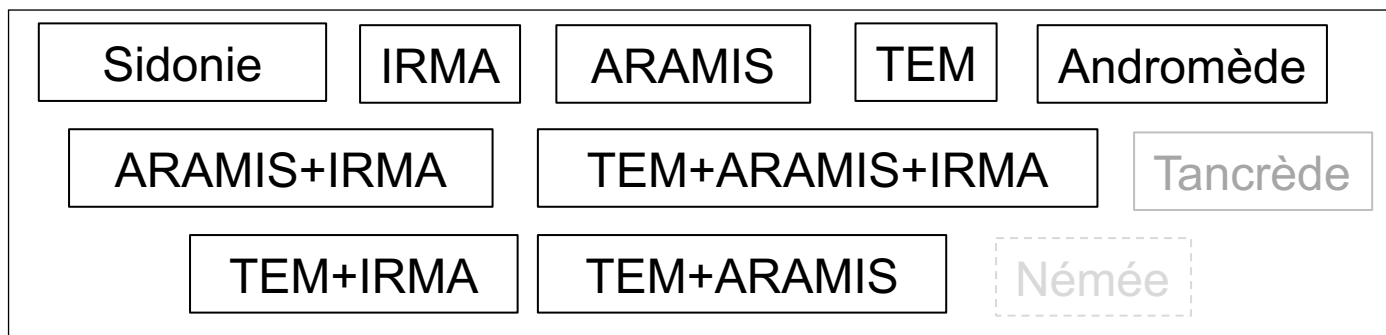 Sidonie IRMA ARAMIS TEM Andromède
ARAMIS+IRMA TEM+ARAMIS+IRMA Tancrède
TEM+IRMA TEM+ARAMIS Némée